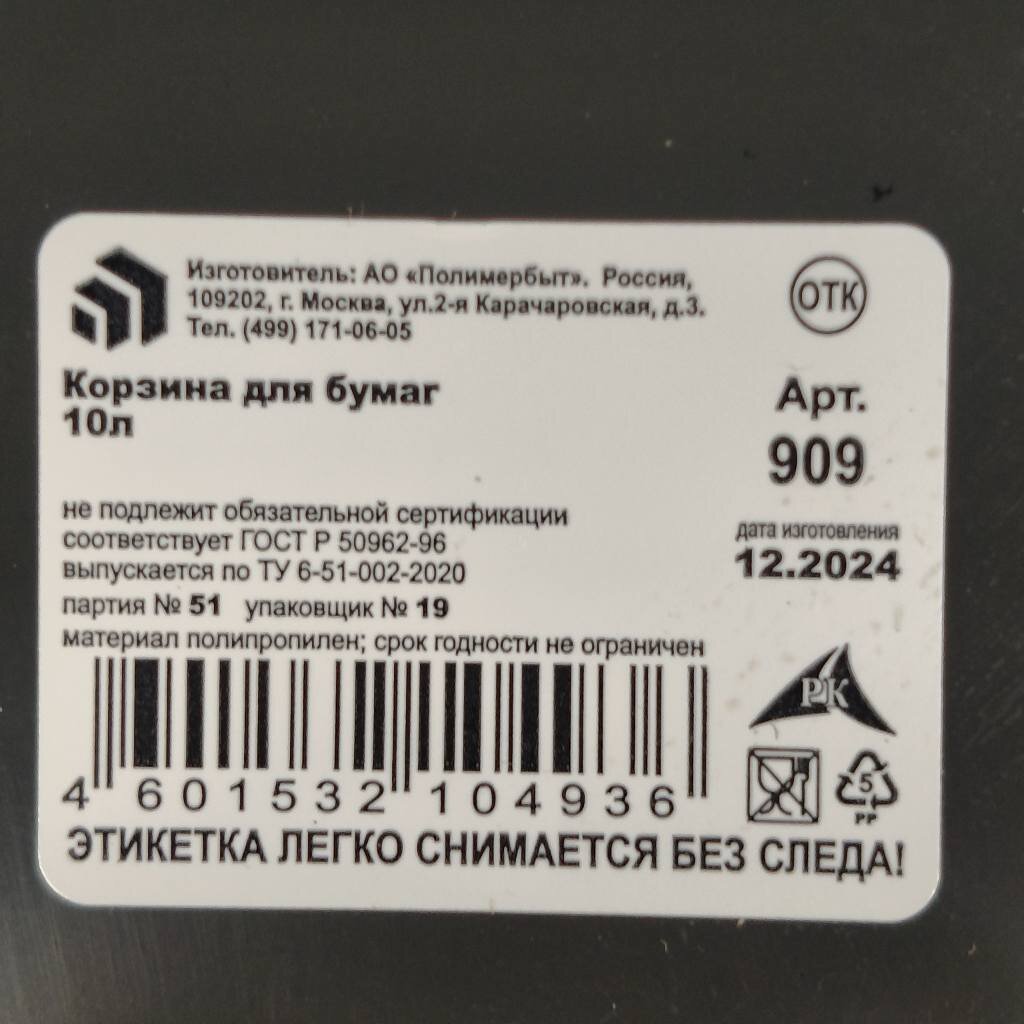 Изготовитель: АО «Полимербыт». Россия,
109202, г. Москва, ул.2-я Карачаровская, д.3.
Тел. (499) 171-06-05
ОТК
Корзина для бумаг
10л
Арт.
909
не подлежит обязательной сертификации
соответствует ГОСТ Р 50962-96
выпускается по ТУ 6-51-002-2020
партия № 51 упаковщик № 19
материал полипропилен; срок годности не ограничен
дата изготовления
12.2024
РК
5
PP
4 601532 104936
ЭТИКЕТКА ЛЕГКО СНИМАЕТСЯ БЕЗ СЛЕДА!